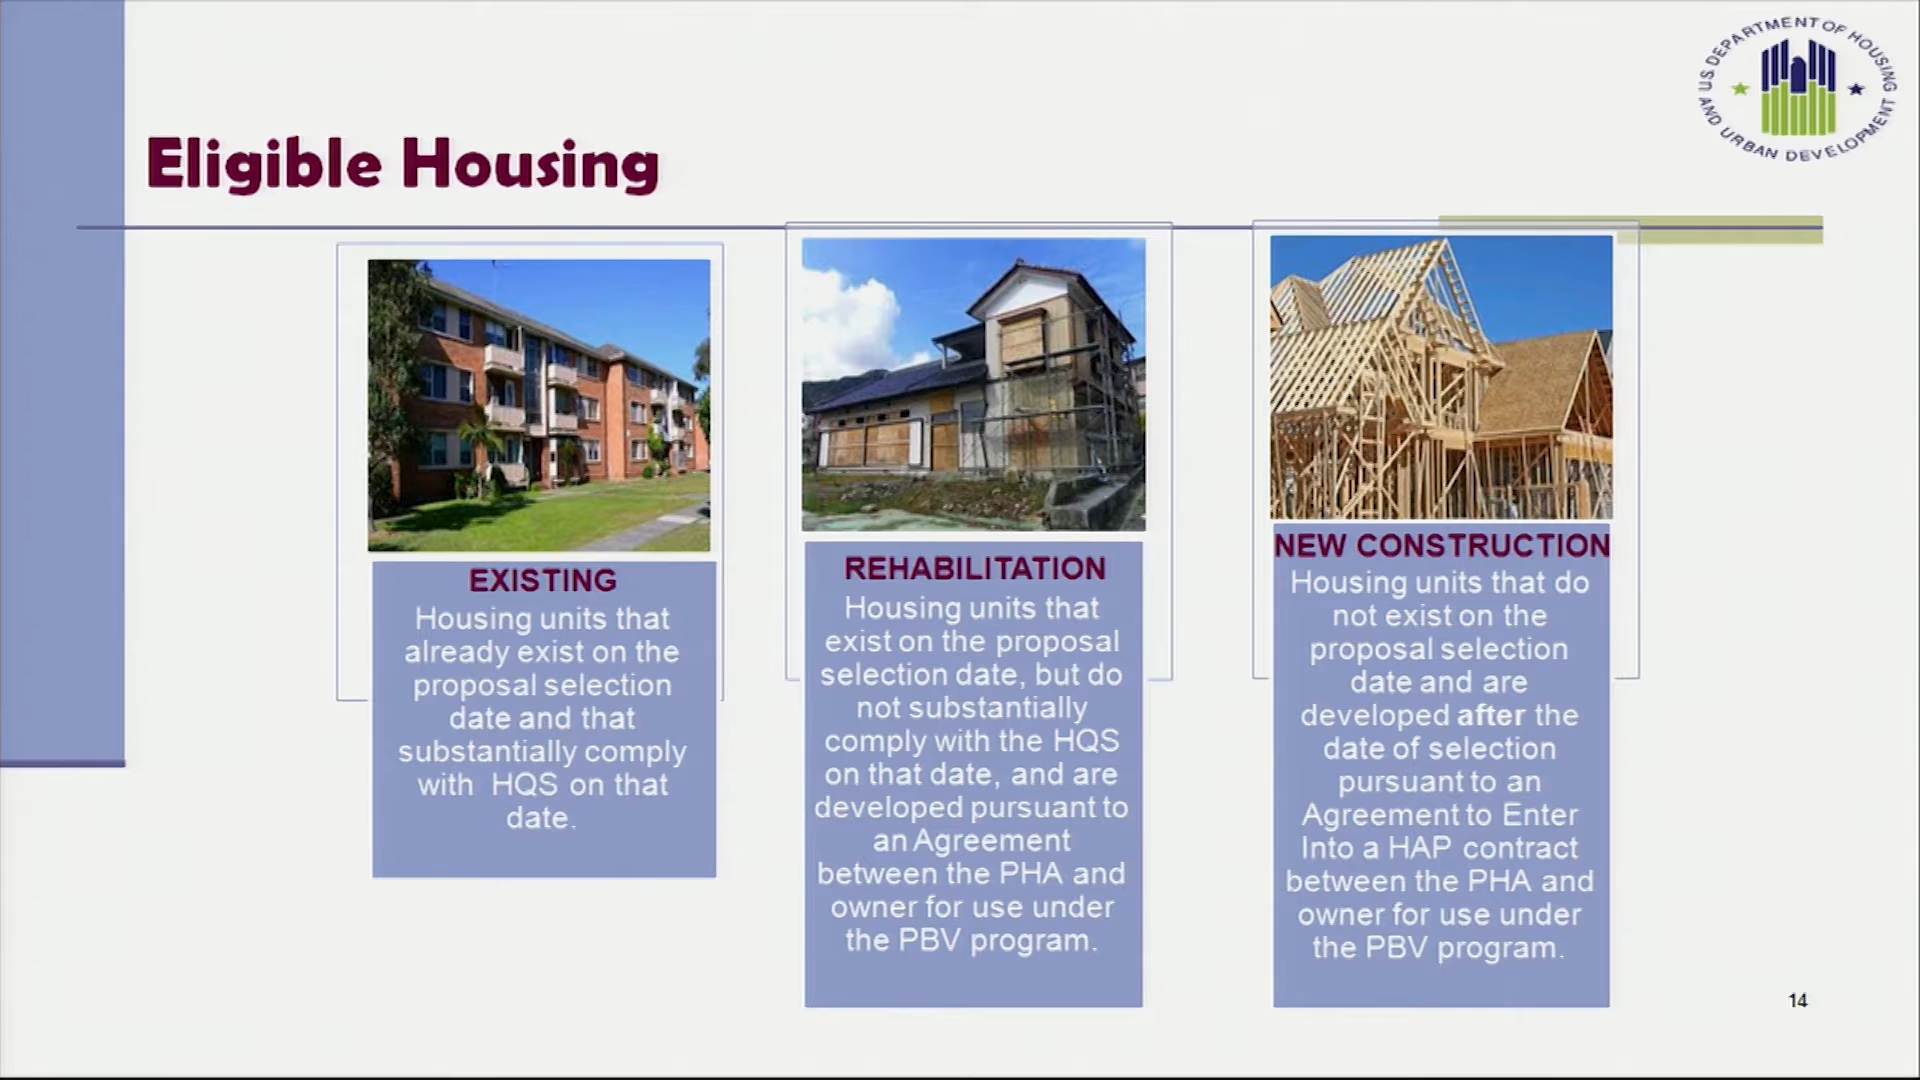 US DEPARTMENT OF HOUSING
AND URBAN DEVELOPMENT
Eligible Housing
EXISTING
Housing units that
already exist on the
proposal selection
date and that
substantially comply
with HQS on that
date.
REHABILITATION
Housing units that
exist on the proposal
selection date, but do
not substantially
comply with the HQS
on that date, and are
developed pursuant to
an Agreement
between the PHA and
owner for use under
the PBV program.
NEW CONSTRUCTION
Housing units that do
not exist on the
proposal selection
date and are
developed after the
date of selection
pursuant to an
Agreement to Enter
Into a HAP contract
between the PHA and
owner for use under
the PBV program.
14